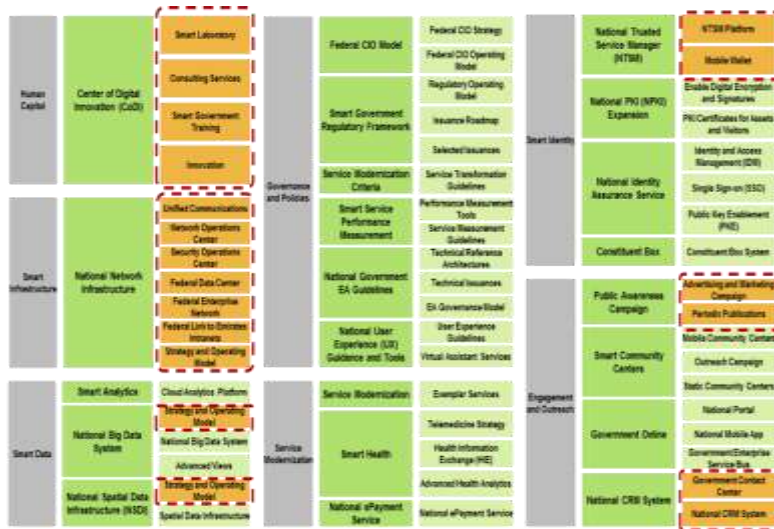 Human
Capital
Center of Digital
Innovation (CoDI)
Smart Laboratory
Consulting Services
Smart Government
Training
Innovation
Smart
Infrastructure
National Network
Infrastructure
Unified Communications
Network Operations
Center
Security Operations
Center
Federal Data Center
Federal Enterprise
Network
Federal Link to Emirates
Intranets
Strategy and Operating
Model
Smart Data
Smart Analytics
Cloud Analytics Platform
National Big Data
System
Strategy and Operating
Model
National Big Data System
Advanced Views
National Spatial Data
Infrastructure (NSDI)
Strategy and Operating
Model
Spatial Data Infrastructure
Governance
and Policies
Federal CIO Model
Federal CIO Strategy
Federal CIO Operating
Model
Smart Government
Regulatory Framework
Regulatory Operating
Model
Issuance Roadmap
Selected Issuances
Service Modernization
Criteria
Service Transformation
Guidelines
Smart Service
Performance
Measurement
Performance Measurement
Tools
Service Measurement
Guidelines
National Government
EA Guidelines
Technical Reference
Architectures
Technical Issuances
EA Governance Model
National User
Experience (UX)
Guidance and Tools
User Experience
Guidelines
Virtual Assistant Services
Service
Modernization
Service Modernization
Exemplar Services
Smart Health
Telemedicine Strategy
Health Information
Exchange (HIE)
Advanced Health Analytics
National ePayment
Service
National ePayment Service
Smart Identity
National Trusted
Service Manager
(NTSM)
NTSM Platform
Mobile Wallet
National PKI (NPKI)
Expansion
Enable Digital Encryption
and Signatures
PKI Certificates for Assets
and Visitors
National Identity
Assurance Service
Identity and Access
Management (IDM)
Single Sign-on (SSO)
Public Key Enablement
(PKE)
Constituent Box
Constituent Box System
Engagement
and Outreach
Public Awareness
Campaign
Advertising and Marketing
Campaign
Periodic Publications
Smart Community
Centers
Mobile Community Centers
Outreach Campaign
Static Community Centers
Government Online
National Portal
National Mobile App
Government Enterprise
Service Bus
National CRM System
Government Contact
Center
National CRM System